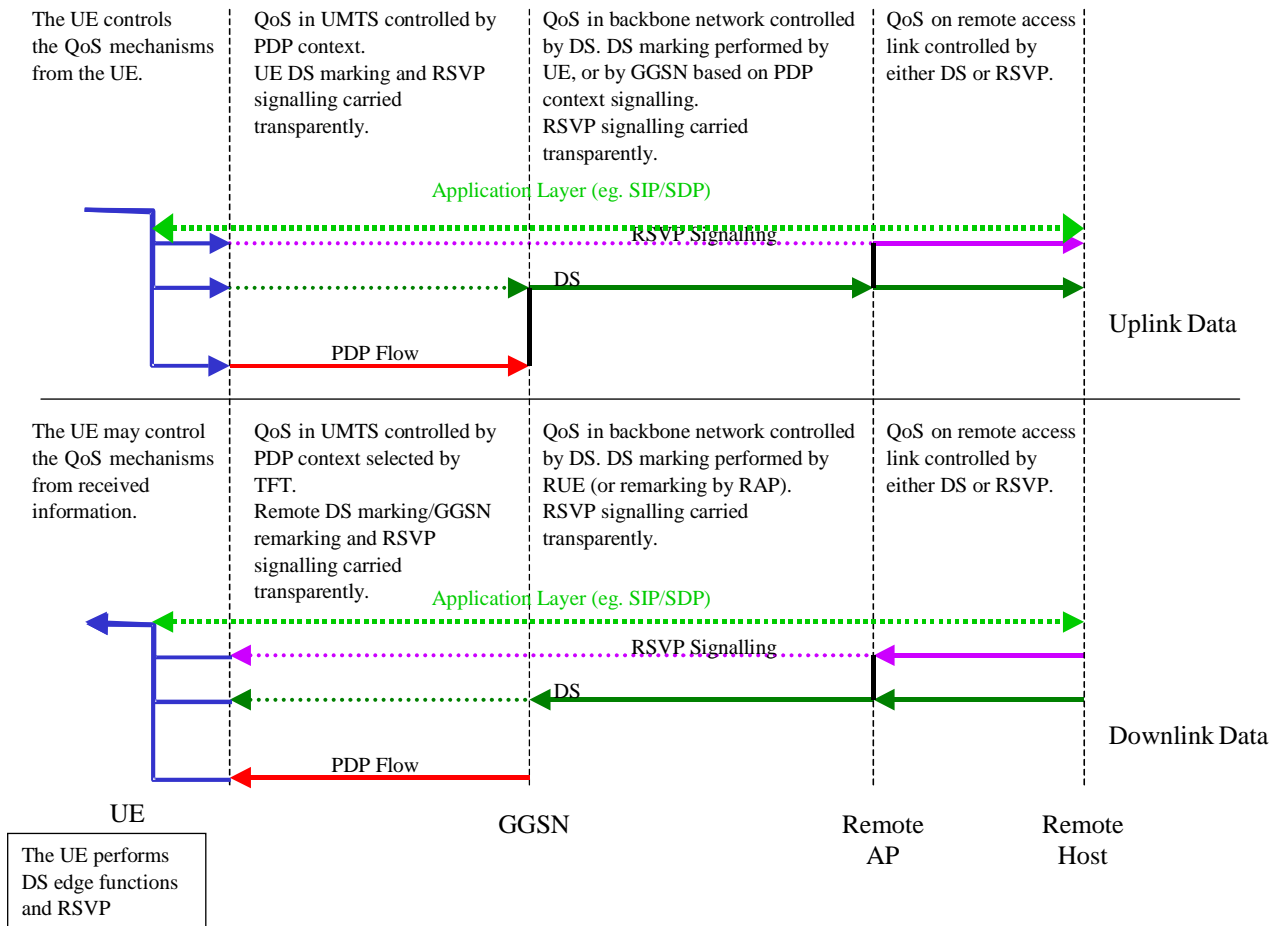 The UE controls
the QoS mechanisms
from the UE.
QoS in UMTS controlled by
PDP context.
UE DS marking and RSVP
signalling carried
transparently.
QoS in backbone network controlled
by DS. DS marking performed by
UE, or by GGSN based on PDP
context signalling.
RSVP signalling carried
transparently.
QoS on remote access
link controlled by
either DS or RSVP.
Application Layer (eg. SIP/SDP)
RSVP Signalling
DS
PDP Flow
Uplink Data
The UE may control
the QoS mechanisms
from received
information.
QoS in UMTS controlled by
PDP context selected by
TFT.
Remote DS marking/GGSN
remarking and RSVP
signalling carried
transparently.
QoS in backbone network controlled
by DS. DS marking performed by
RUE (or remarking by RAP).
RSVP signalling carried
transparently.
QoS on remote access
link controlled by
either DS or RSVP.
Application Layer (eg. SIP/SDP)
RSVP Signalling
DS
PDP Flow
Downlink Data
UE
GGSN
Remote
AP
Remote
Host
The UE performs
DS edge functions
and RSVP